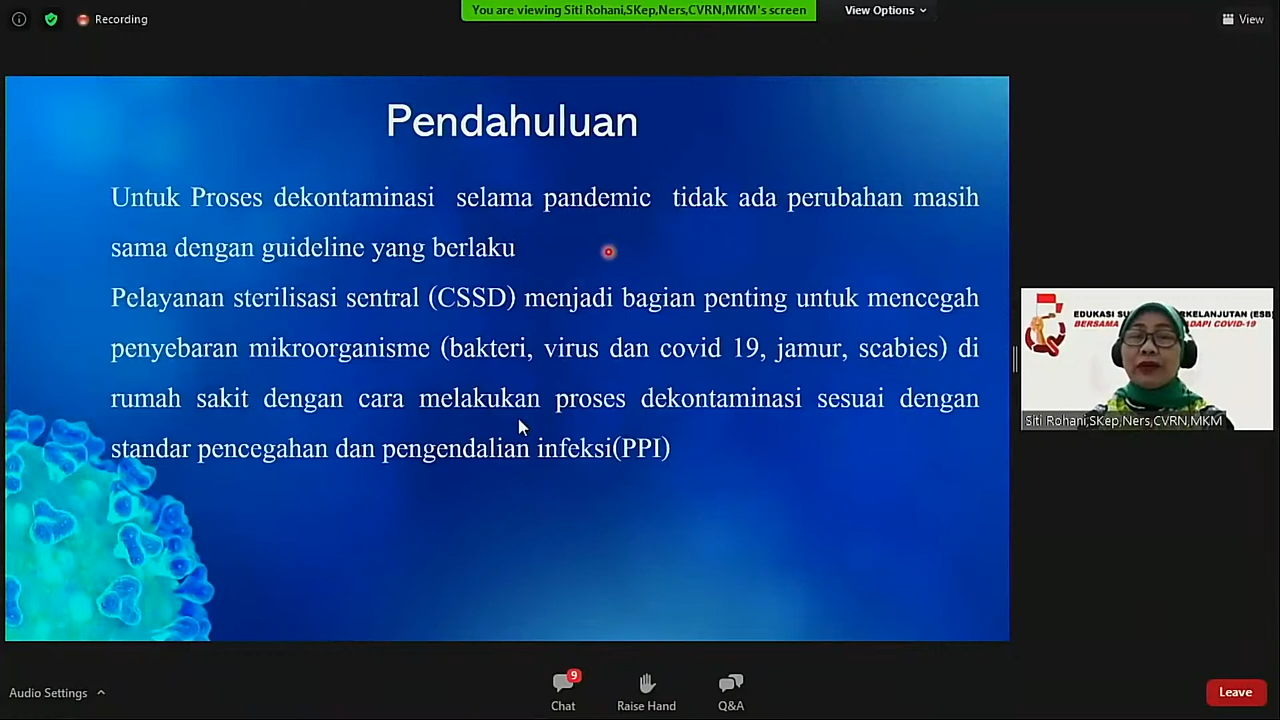 Recording
You are viewing Siti Rohani,SKep,Ners,CVRN,MKM's screen
View Options
View
Pendahuluan
Untuk Proses dekontaminasi selama pandemic tidak ada perubahan masih
sama dengan guideline yang berlaku
Pelayanan sterilisasi sentral (CSSD) menjadi bagian penting untuk mencegah
penyebaran mikroorganisme (bakteri, virus dan covid 19, jamur, scabies) di
rumah sakit dengan cara melakukan proses dekontaminasi sesuai dengan
standar pencegahan dan pengendalian infeksi(PPI)
EDUKASI
BERSAMA COVID-19
Siti Rohani,SKep,Ners,CVRN,MKM
Audio Settings
9
Chat
Raise Hand
Q&A
Leave